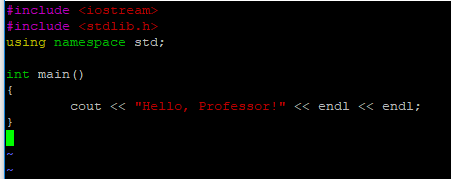 #include <iostream>
#include <stdlib.h>
using namespace std;

int main()
{
        cout << "Hello, Professor!" << endl << endl;
}
~
~